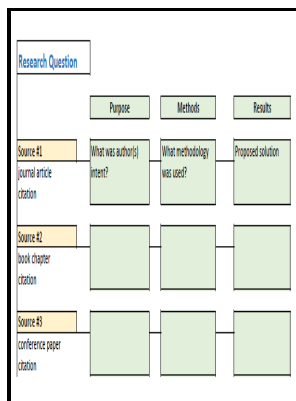 Research Question
Purpose Methods Results
Source #1 What was author(s) What methodology Proposed solution
journal article intent? was used?
citation
Source #2
book chapter
citation
Source #3
conference paper
citation